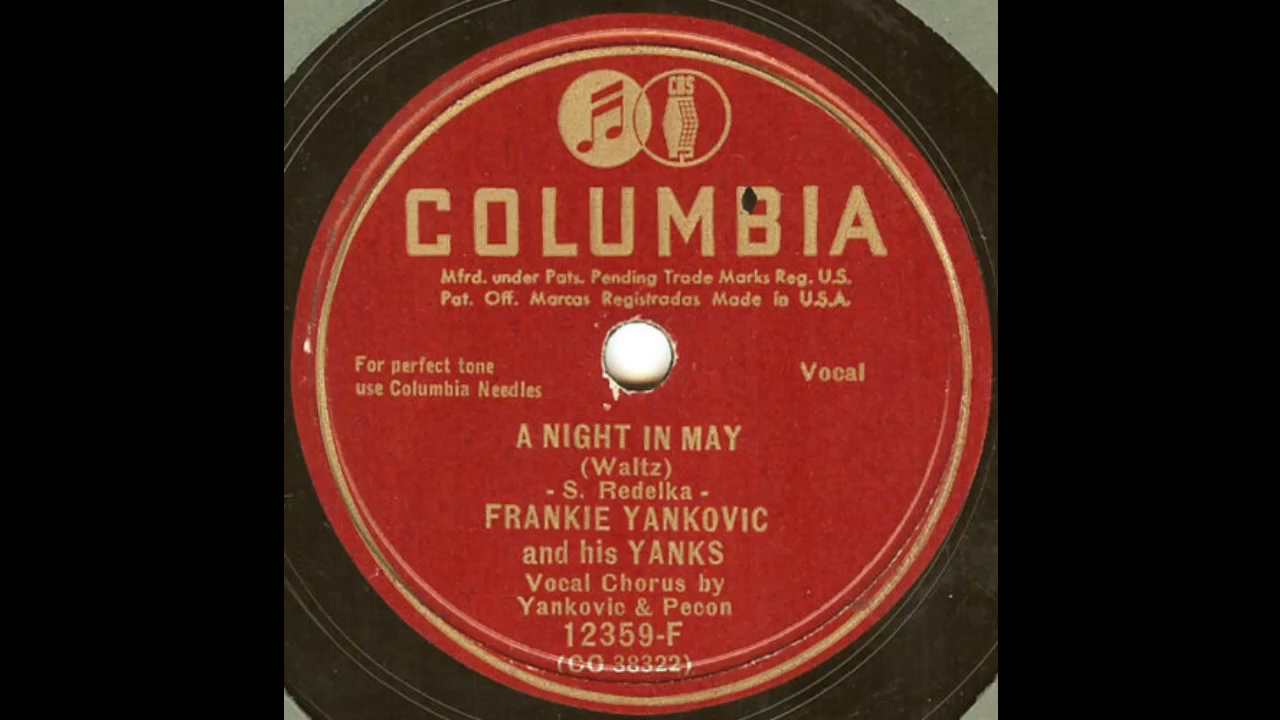 CBS
COLUMBIA
Mfrd. under Pats. Pending Trade Marks Reg. U.S.
Pat. Off. Marcas Registradas Made in U.S.A.
For perfect tone
use Columbia Needles
Vocal
A NIGHT IN MAY
(Waltz)
- S. Redelka -
FRANKIE YANKOVIC
and his YANKS
Vocal Chorus by
Yankovic & Pecon
12359-F
(CO 38322)